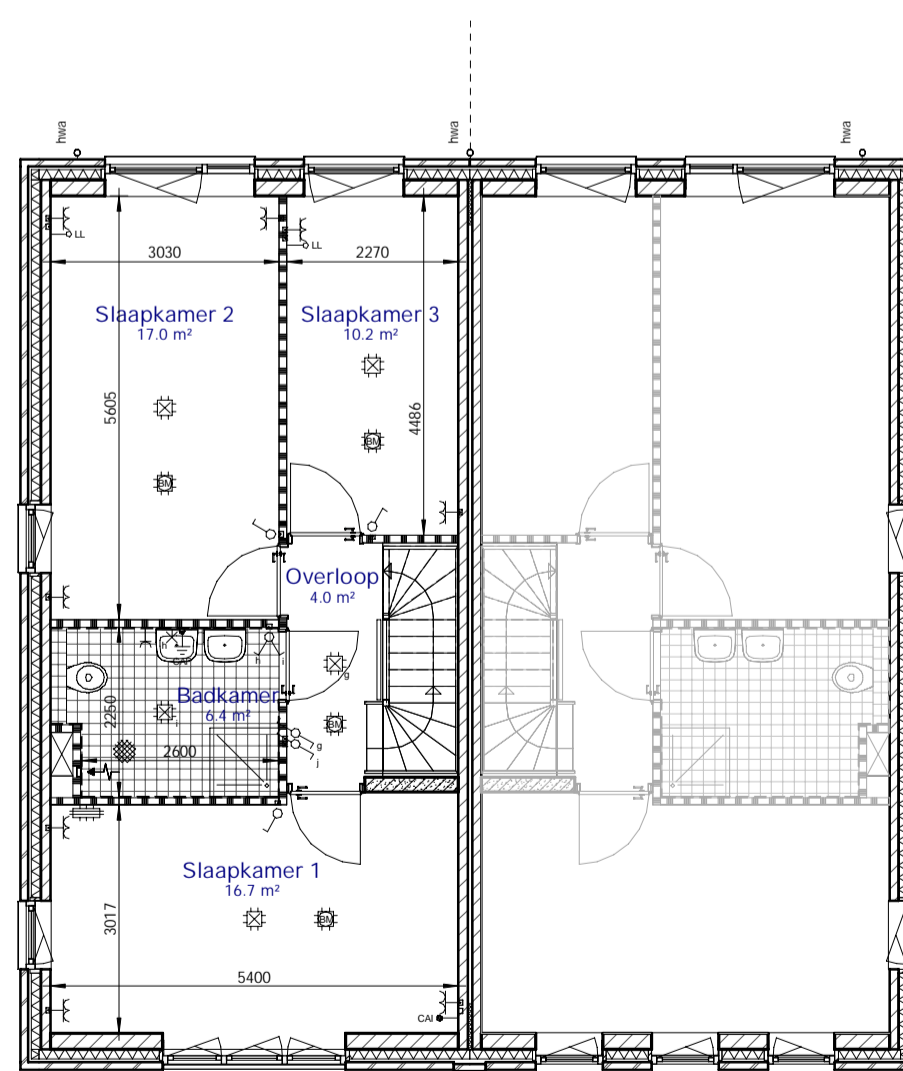 hwa
hwa
hwa
LL
LL
3030
2270
Slaapkamer 2
17.0 m²
Slaapkamer 3
10.2 m²
5605
4486
BM
BM
Overloop
4.0 m²
h
CAI
h
i
g
Badkamer
6.4 m²
i
2250
2600
BM
g
j
Slaapkamer 1
16.7 m²
3017
BM
5400
CAI